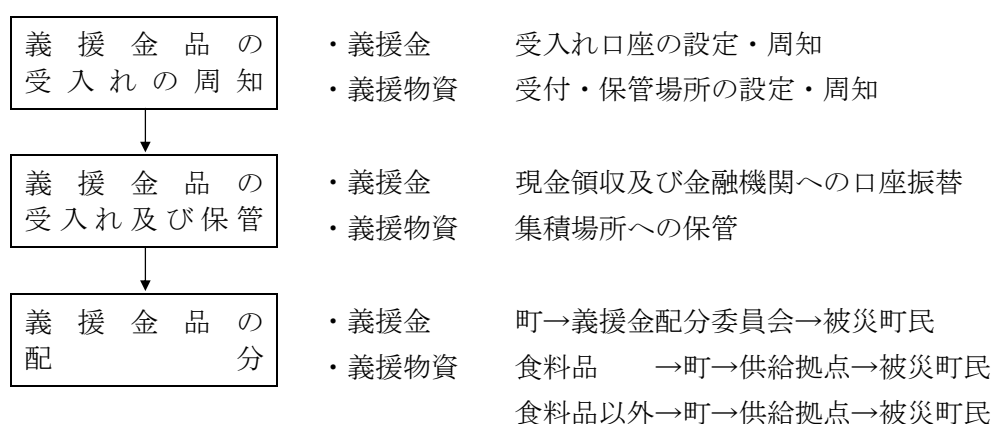 義援金品の
受入れの周知
・義援金 受入れ口座の設定・周知
・義援物資 受付・保管場所の設定・周知
義援金品の
受入れ及び保管
・義援金 現金領収及び金融機関への口座振替
・義援物資 集積場所への保管
義援金品の
配分
・義援金 町→義援金配分委員会→被災町民
・義援物資 食料品 →町→供給拠点→被災町民
食料品以外→町→供給拠点→被災町民